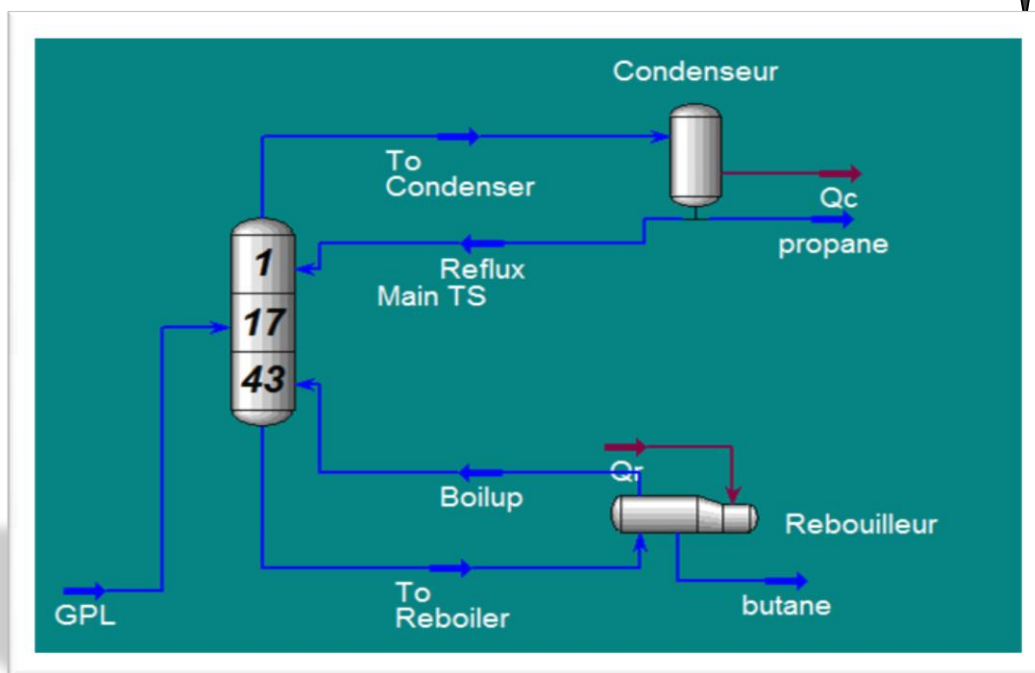 Condenseur
To
Condenser
Qc
propane
1
Reflux
Main TS
17
43
Qr
Boilup
Rebouilleur
To
Reboiler
butane
GPL